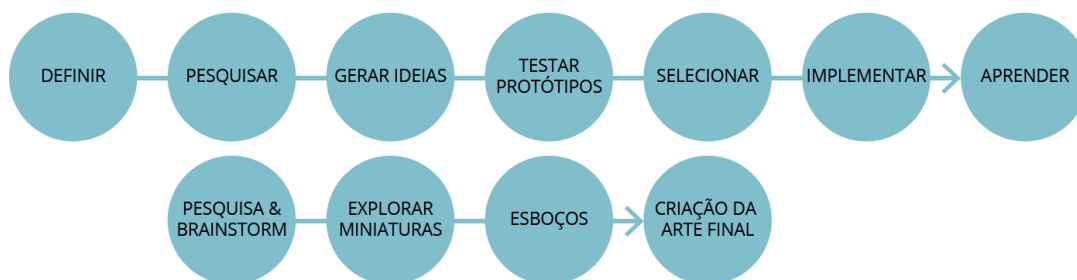 DEFINIR
PESQUISAR
GERAR IDEIAS
TESTAR
PROTÓTIPOS
SELECIONAR
IMPLEMENTAR
APRENDER
PESQUISA &
BRAINSTORM
EXPLORAR
MINIATURAS
ESBOÇOS
CRIAÇÃO DA
ARTE FINAL